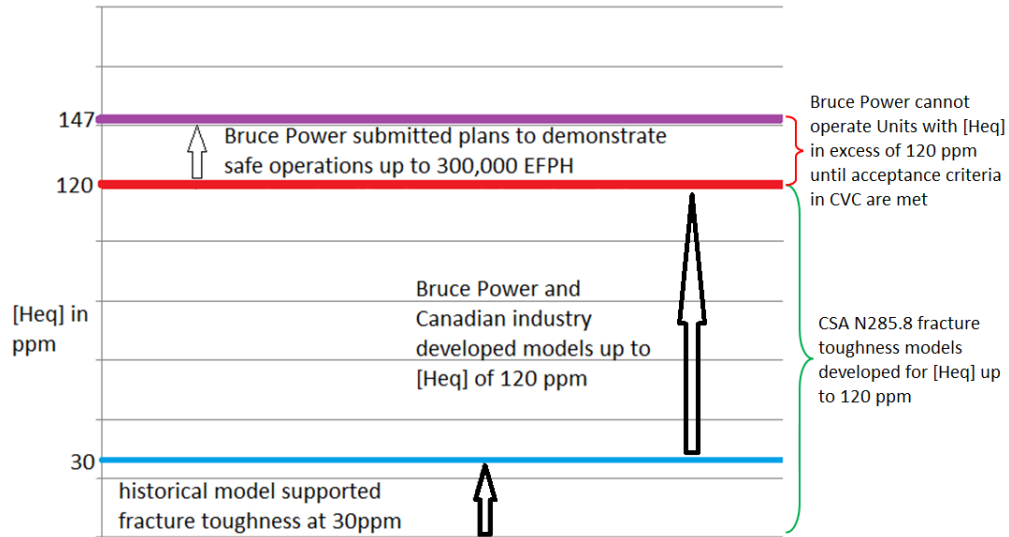 147
Bruce Power submitted plans to demonstrate
safe operations up to 300,000 EFPH
Bruce Power cannot
operate Units with [Heq]
in excess of 120 ppm
until acceptance criteria
in CVC are met
120
[Heq] in
ppm
Bruce Power and
Canadian industry
developed models up to
[Heq] of 120 ppm
CSA N285.8 fracture
toughness models
developed for [Heq] up
to 120 ppm
30
historical model supported
fracture toughness at 30ppm